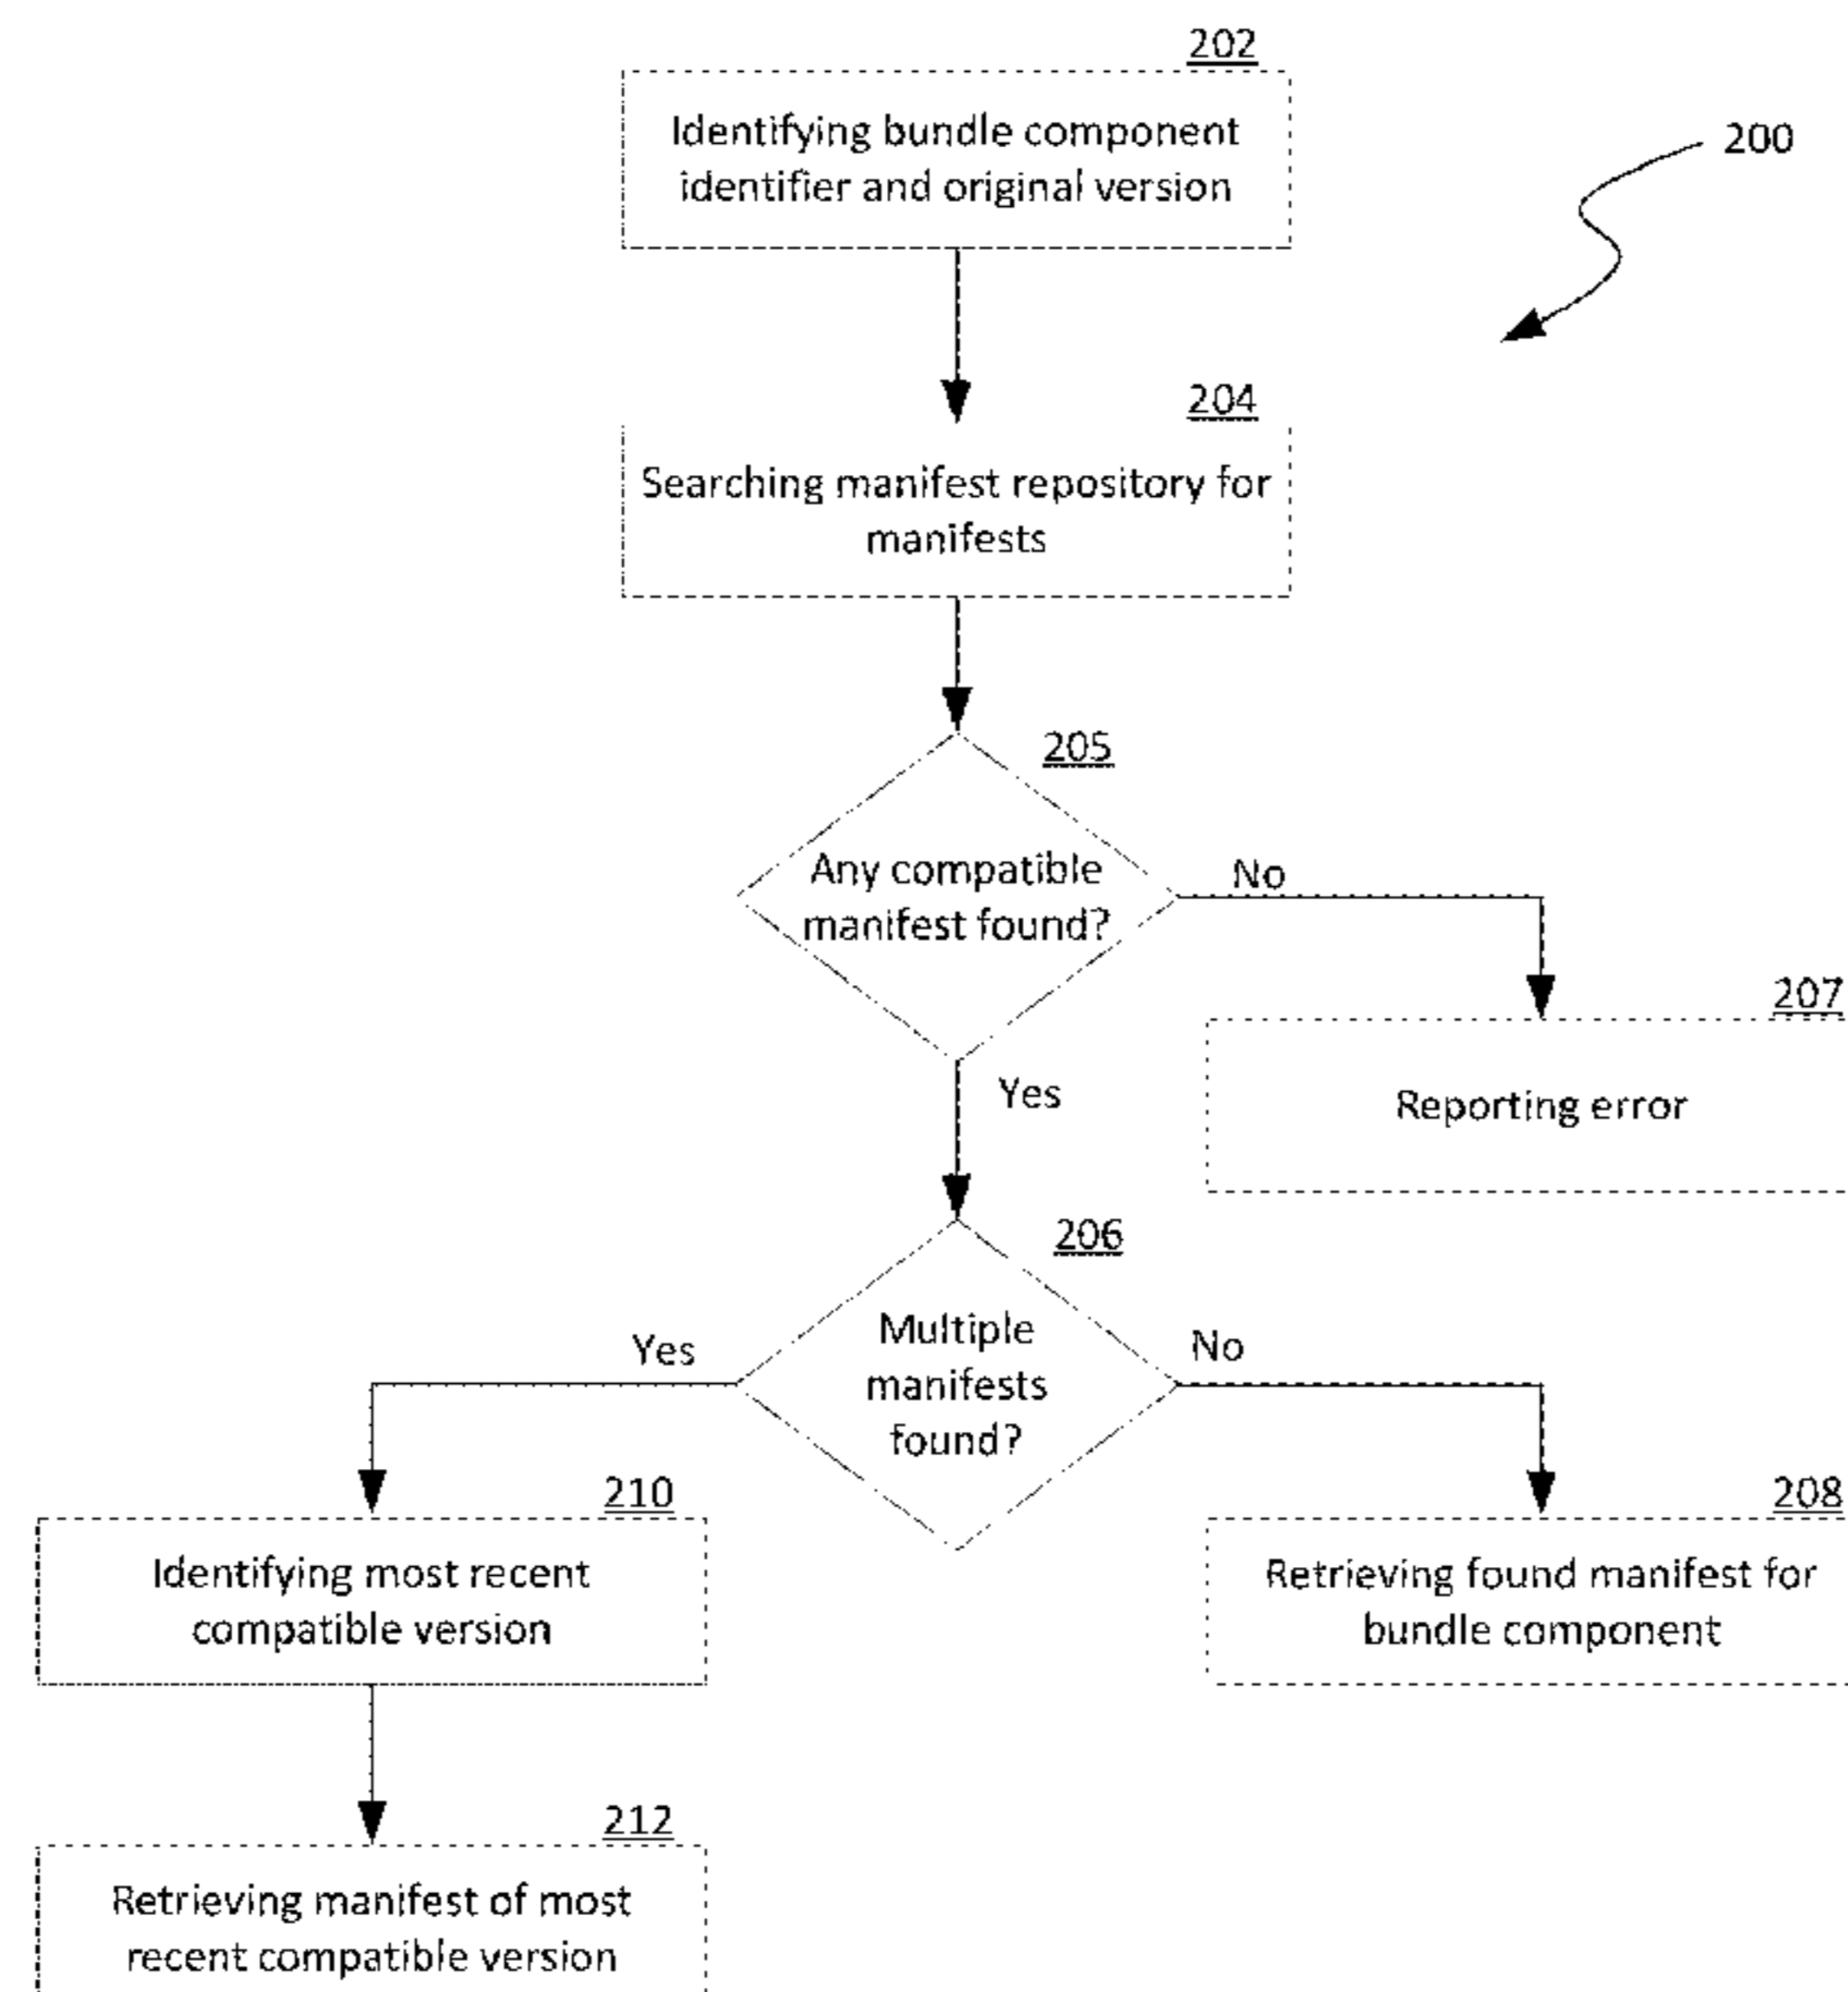 202
Identifying bundle component
identifier and original version
200
204
Searching manifest repository for
manifests
205
Any compatible
manifest found?
No
207
Reporting error
Yes
206
Multiple
manifests
found?
Yes
No
210
Identifying most recent
compatible version
208
Retrieving found manifest for
bundle component
212
Retrieving manifest of most
recent compatible version